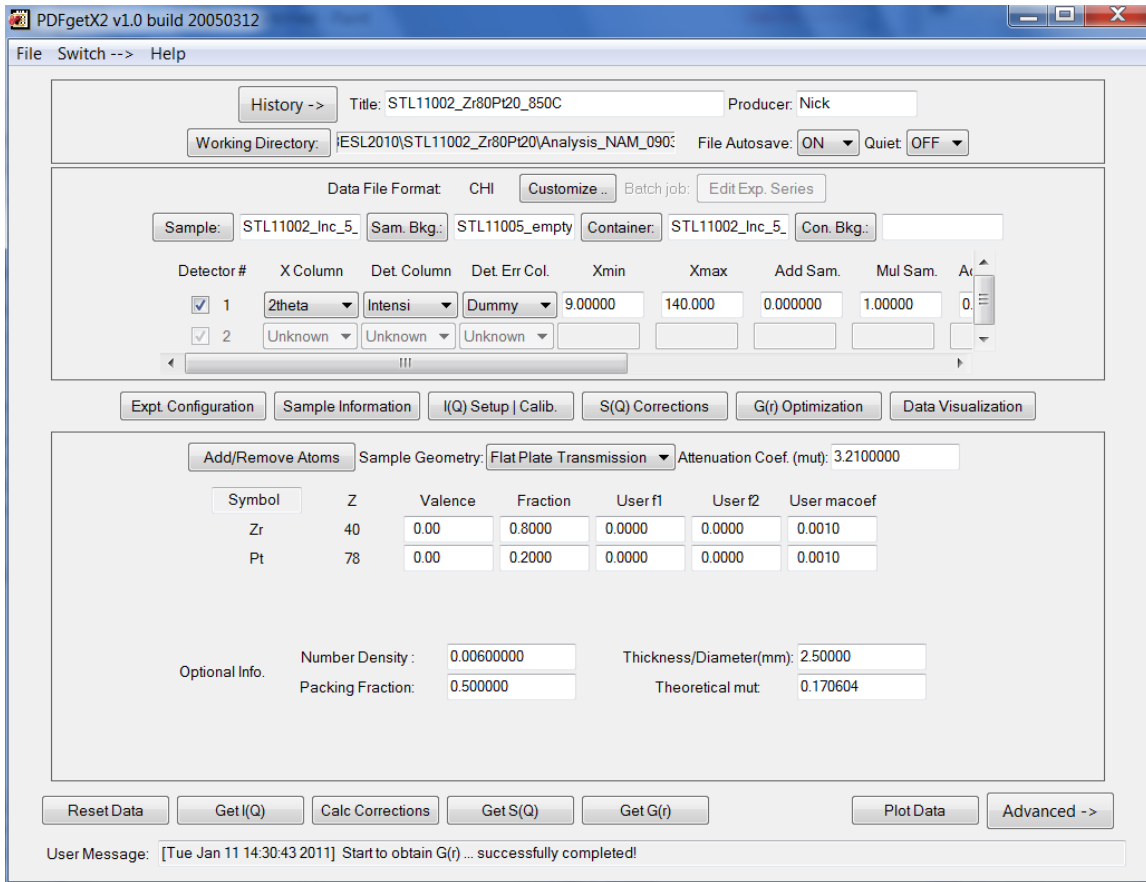 PDFgetX2 v1.0 build 20050312
File Switch --> Help
History -> Title: STL11002_Zr80Pt20_850C Producer: Nick
Working Directory: ESL2010\STL11002_Zr80Pt20\Analysis_NAM_090 File Autosave: ON Quiet: OFF
Data File Format: CHI Customize .. Batch job: Edit Exp. Series
Sample: STL11002_Inc_5_ Sam. Bkg.: STL11005_empty Container: STL11002_Inc_5_ Con. Bkg.:
Detector # X Column Det. Column Det. Err Col. Xmin Xmax Add Sam. Mul Sam.
1 2theta Intensi Dummy 9.00000 140.000 0.000000 1.00000 0.
2 Unknown Unknown Unknown
Expt. Configuration Sample Information I(Q) Setup | Calib. S(Q) Corrections G(r) Optimization Data Visualization
Add/Remove Atoms Sample Geometry: Flat Plate Transmission Attenuation Coef. (mut): 3.2100000
Symbol Z Valence Fraction User f1 User f2 User macoef
Zr 40 0.00 0.8000 0.0000 0.0000 0.0010
Pt 78 0.00 0.2000 0.0000 0.0000 0.0010
Optional Info. Number Density : 0.00600000 Thickness/Diameter(mm): 2.50000
Packing Fraction: 0.500000 Theoretical mut: 0.170604
Reset Data Get I(Q) Calc Corrections Get S(Q) Get G(r) Plot Data Advanced ->
User Message: [Tue Jan 11 14:30:43 2011] Start to obtain G(r) ... successfully completed!